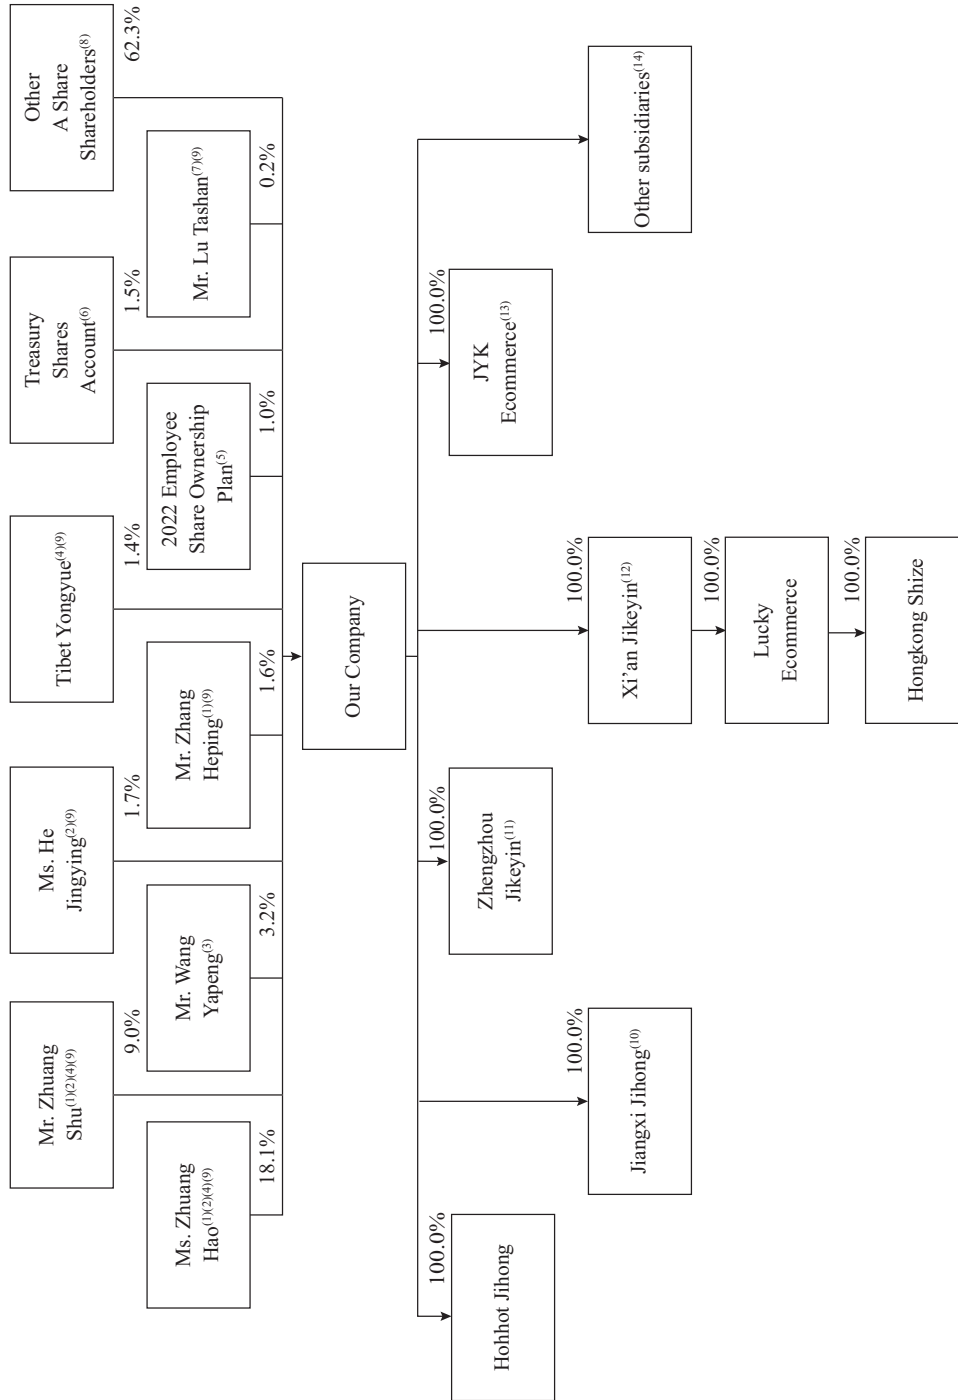 Mr. Zhuang
Shu(1)(2)(4)(9)
Ms. He
Jingying(2)(9)
Tibet Yongyue(4)(9)
Treasury
Shares
Account(6)
Other
A Share
Shareholders(8)
9.0%
1.7%
1.4%
1.5%
62.3%
Ms. Zhuang
Hao(1)(2)(4)(9)
Mr. Wang
Yapeng(3)
Mr. Zhang
Heping(1)(9)
2022 Employee
Share Ownership
Plan(5)
Mr. Lu Tashan(7)(9)
18.1%
3.2%
1.6%
1.0%
0.2%
Our Company
100.0%
100.0%
100.0%
Hohhot Jihong
Zhengzhou
Jikeyin(11)
JYK
Ecommerce(13)
100.0%
100.0%
Jiangxi Jihong(10)
Xi’an Jikeyin(12)
Other subsidiaries(14)
100.0%
Lucky
Ecommerce
100.0%
Hongkong Shize